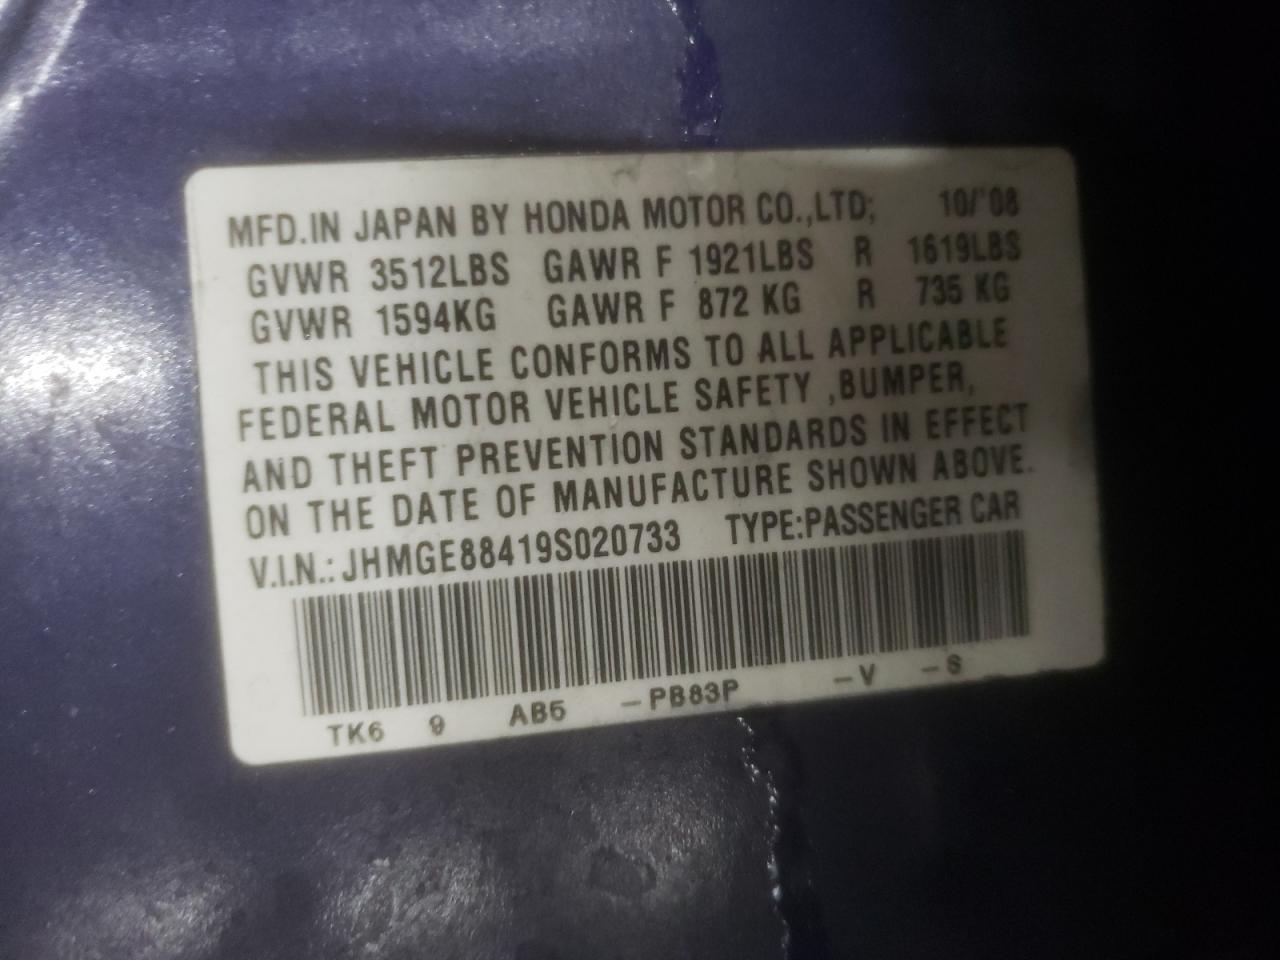 MFD.IN JAPAN BY HONDA MOTOR CO.,LTD; 10/'08
GVWR 3512LBS GAWR F 1921LBS R 1619LBS
GVWR 1594KG GAWR F 872 KG R 735 KG
THIS VEHICLE CONFORMS TO ALL APPLICABLE
FEDERAL MOTOR VEHICLE SAFETY ,BUMPER,
AND THEFT PREVENTION STANDARDS IN EFFECT
ON THE DATE OF MANUFACTURE SHOWN ABOVE.
V.I.N.: JHMGE88419S020733 TYPE:PASSENGER CAR
TK6 9 AB5 -PB83P -V -S